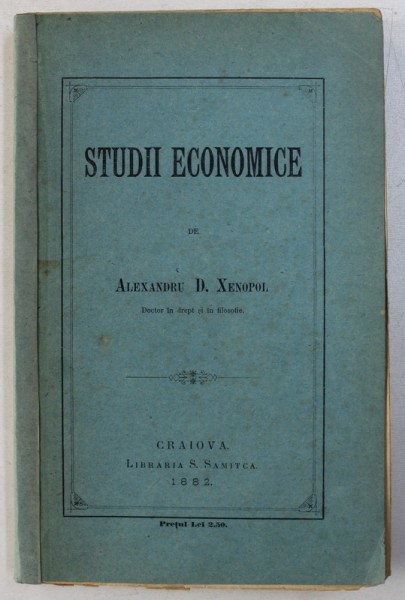 STUDII ECONOMICE
DE
ALEXANDRU D. XENOPOL
Doctor în drept și în filosofie.
CRAIOVA.
LIBRARIA S. SAMITCA.
1882.
Prețul Lei 2.50.